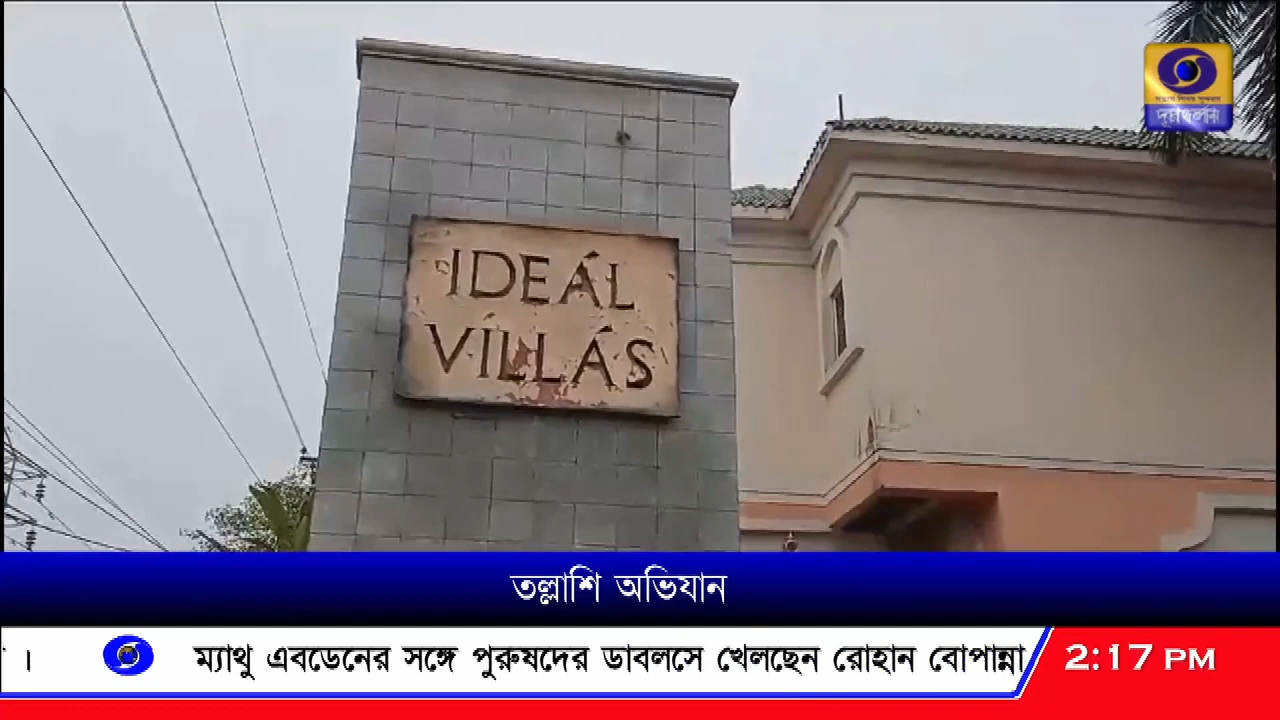 IDEAL
VILLAS
তল্লাশি অভিযান
। ম্যাথু এবডেনের সঙ্গে পুরুষদের ডাবলসে খেলছেন রোহান বোপান্না
2:17 PM